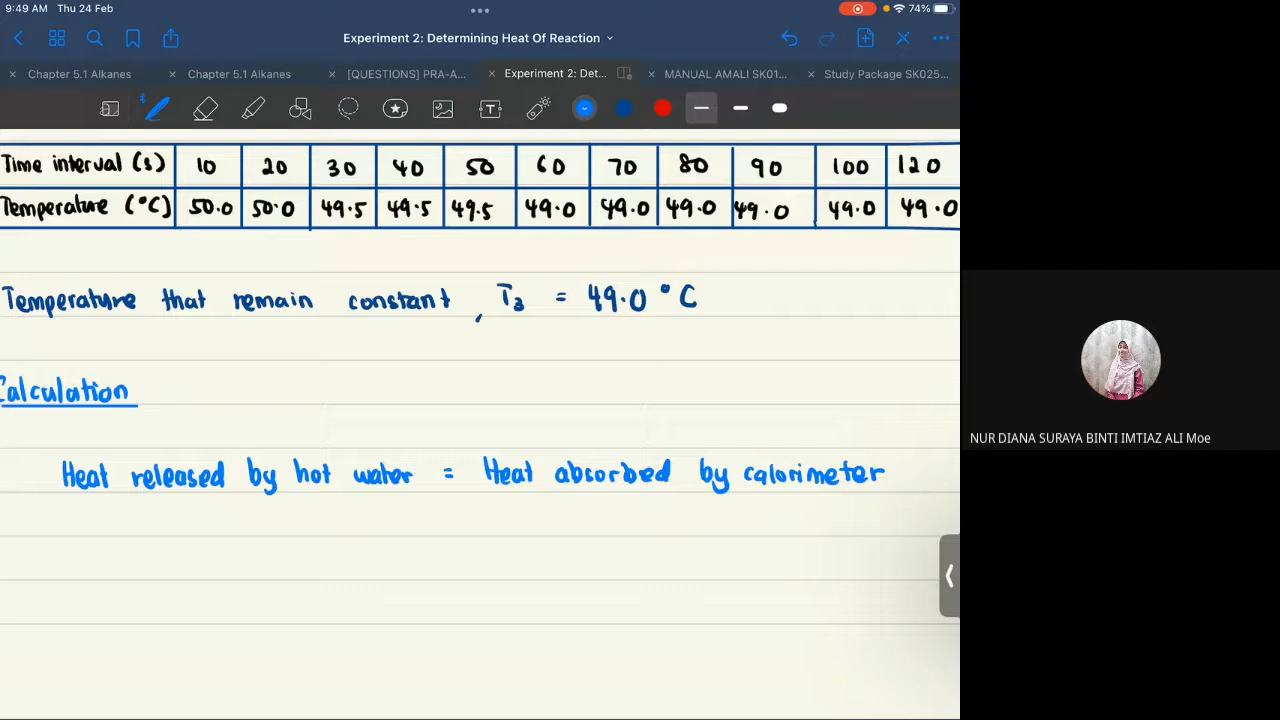 9:49 AM Thu 24 Feb
74%
Experiment 2: Determining Heat Of Reaction
Chapter 5.1 Alkanes
Chapter 5.1 Alkanes
[QUESTIONS] PRA-A...
Experiment 2: Det...
MANUAL AMALI SK01...
Study Package SK025...
Time interval (s) 10 20 30 40 50 60 70 80 90 100 120
Temperature (°C) 50.0 50.0 49.5 49.5 49.5 49.0 49.0 49.0 49.0 49.0 49.0
Temperature that remain constant, T3 = 49.0 °C
Calculation
Heat released by hot water = Heat absorbed by calorimeter
NUR DIANA SURAYA BINTI IMTIAZ ALI Moe